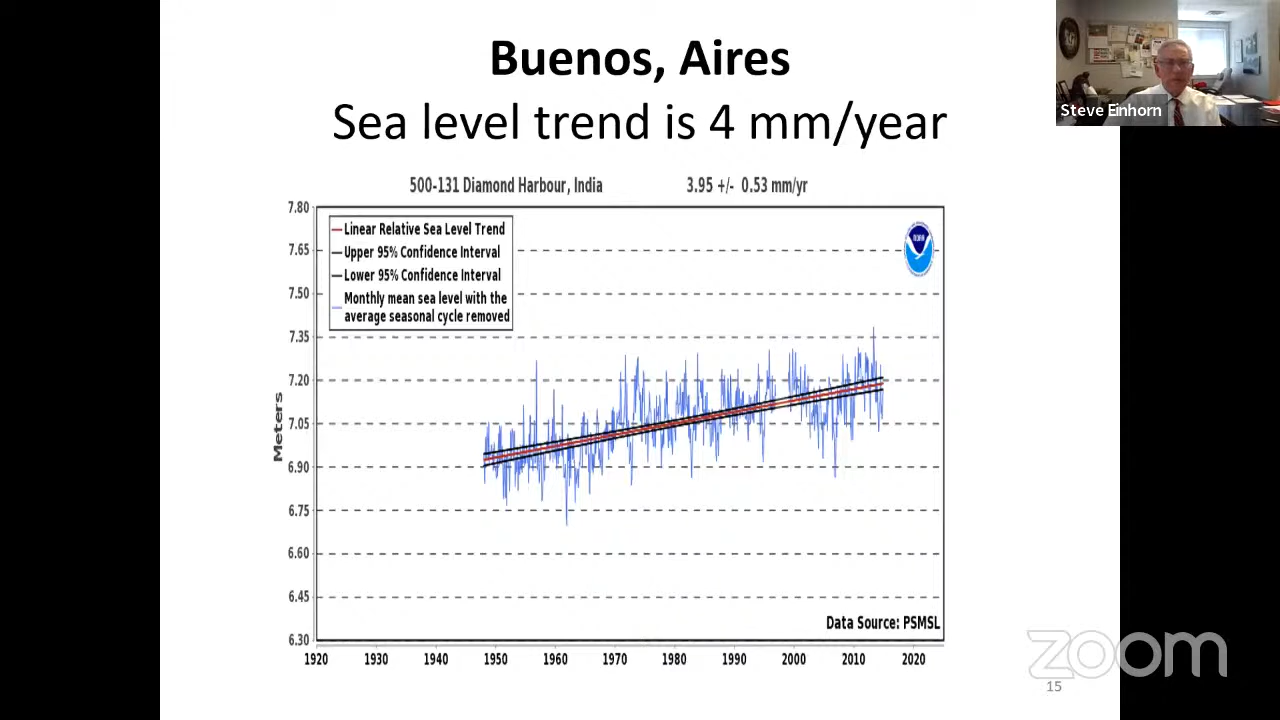 Buenos, Aires
Sea level trend is 4 mm/year
Steve Einhorn
500-131 Diamond Harbour, India 3.95 +/- 0.53 mm/yr
Linear Relative Sea Level Trend
Upper 95% Confidence Interval
Lower 95% Confidence Interval
Monthly mean sea level with the
average seasonal cycle removed
NOAA
Meters
7.80
7.65
7.50
7.35
7.20
7.05
6.90
6.75
6.60
6.45
6.30
Data Source: PSMSL
1920 1930 1940 1950 1960 1970 1980 1990 2000 2010 2020
zoom
15